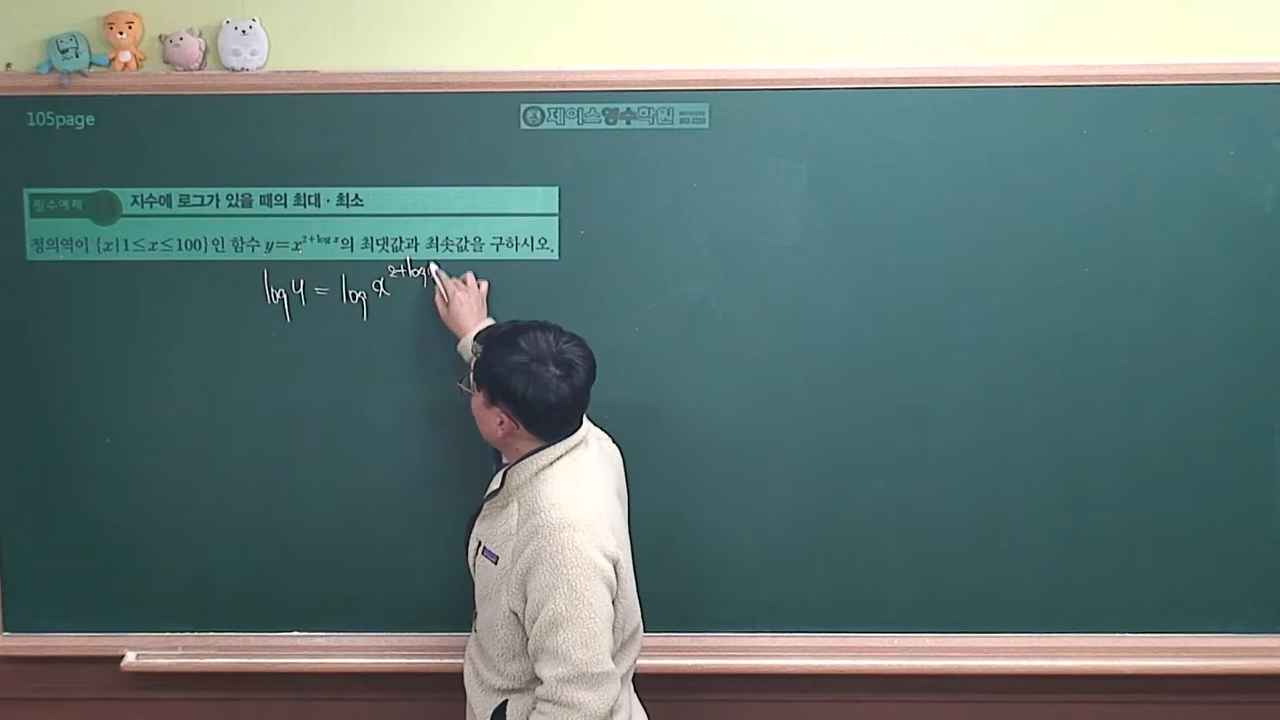 105page
제이스영수학원
필수예제 지수에 로그가 있을 때의 최대 · 최소
정의역이 {x|1≤x≤100}인 함수 y=x^{2+log x}의 최댓값과 최솟값을 구하시오.
log y = log x^{2+log